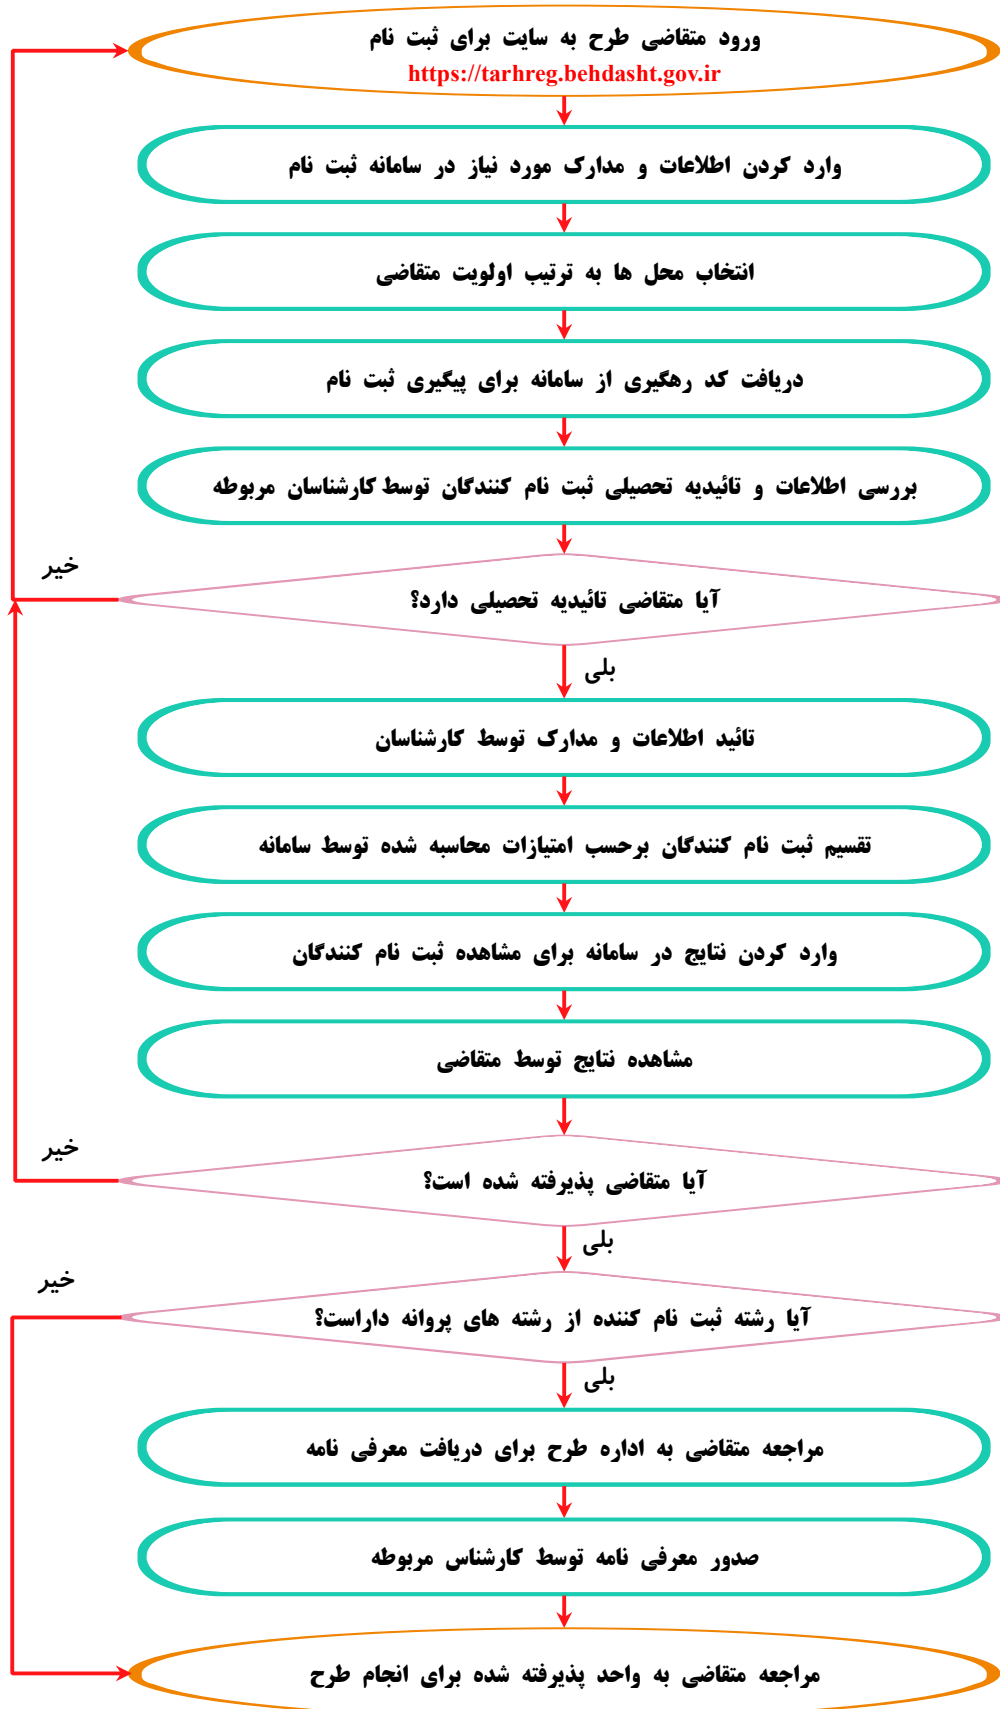 ورود متقاضی طرح به سایت برای ثبت نام
https://tarhreg.behdasht.gov.ir
وارد کردن اطلاعات و مدارک مورد نیاز در سامانه ثبت نام
انتخاب محل ها به ترتیب اولویت متقاضی
دریافت کد رهگیری از سامانه برای پیگیری ثبت نام
بررسی اطلاعات و تائیدیه تحصیلی ثبت نام کنندگان توسط کارشناسان مربوطه
خیر
آیا متقاضی تائیدیه تحصیلی دارد؟
بلی
تائید اطلاعات و مدارک توسط کارشناسان
تقسیم ثبت نام کنندگان برحسب امتیازات محاسبه شده توسط سامانه
وارد کردن نتایج در سامانه برای مشاهده ثبت نام کنندگان
مشاهده نتایج توسط متقاضی
خیر
آیا متقاضی پذیرفته شده است؟
بلی
خیر
آیا رشته ثبت نام کننده از رشته های پروانه داراست؟
بلی
مراجعه متقاضی به اداره طرح برای دریافت معرفی نامه
صدور معرفی نامه توسط کارشناس مربوطه
مراجعه متقاضی به واحد پذیرفته شده برای انجام طرح